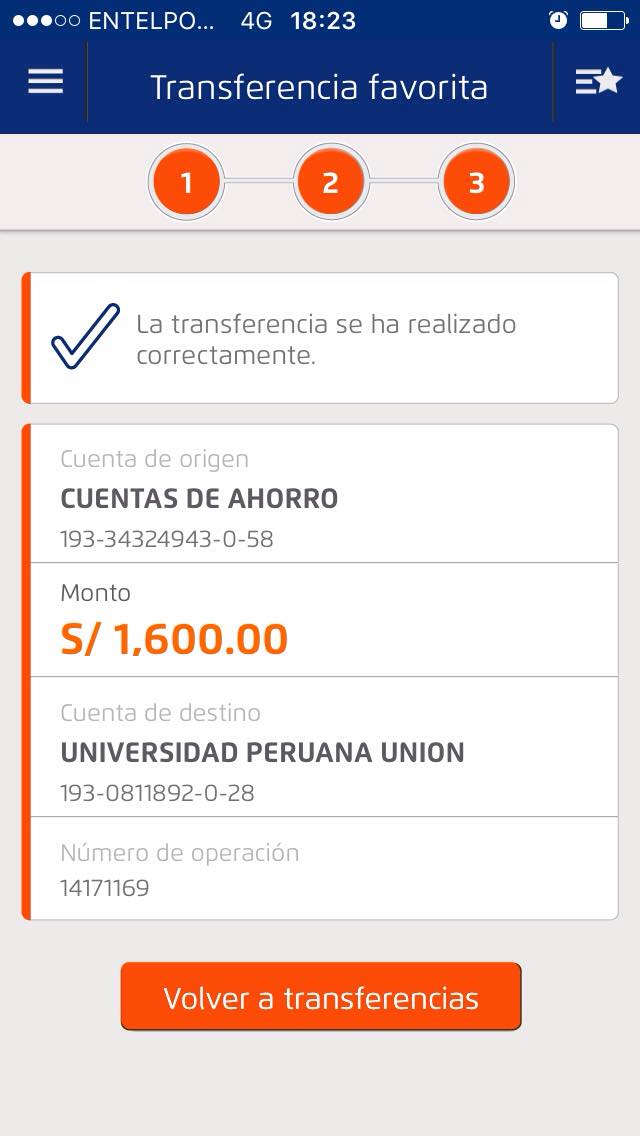 ENTELPO... 4G 18:23
Transferencia favorita
1 2 3
La transferencia se ha realizado
correctamente.
Cuenta de origen
CUENTAS DE AHORRO
193-34324943-0-58
Monto
S/ 1,600.00
Cuenta de destino
UNIVERSIDAD PERUANA UNION
193-0811892-0-28
Número de operación
14171169
Volver a transferencias